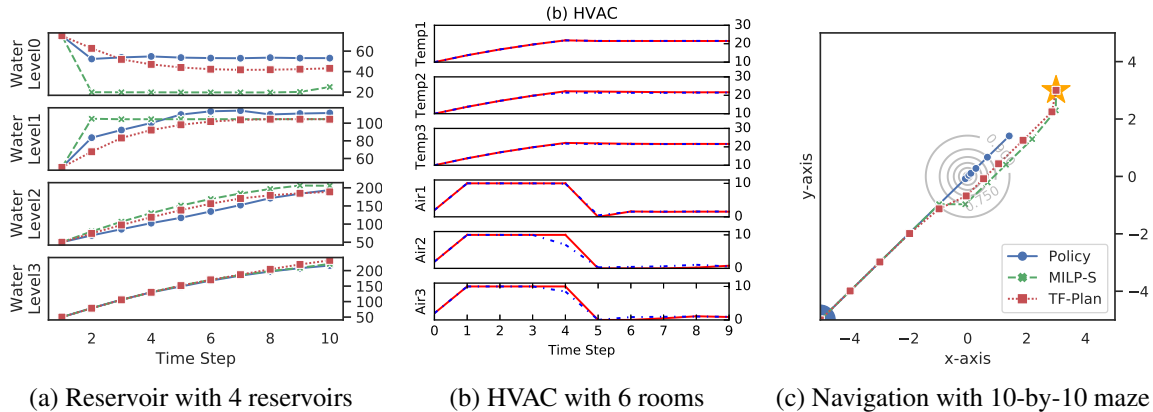 Water
Level0
60
40
20
Water
Level1
100
50
Water
Level2
200
150
100
50
Water
Level3
200
150
100
50
2
4
6
8
10
Time Step
(a) Reservoir with 4 reservoirs
(b) HVAC
Temp1
30
20
10
Temp2
30
20
10
Temp3
30
20
10
Air1
10
0
Air2
10
0
Air3
10
0
0
1
2
3
4
5
6
7
8
9
Time Step
(b) HVAC with 6 rooms
y-axis
4
2
0
−2
−4
0.750
Policy
MILP-S
TF-Plan
−4
−2
0
2
4
x-axis
(c) Navigation with 10-by-10 maze